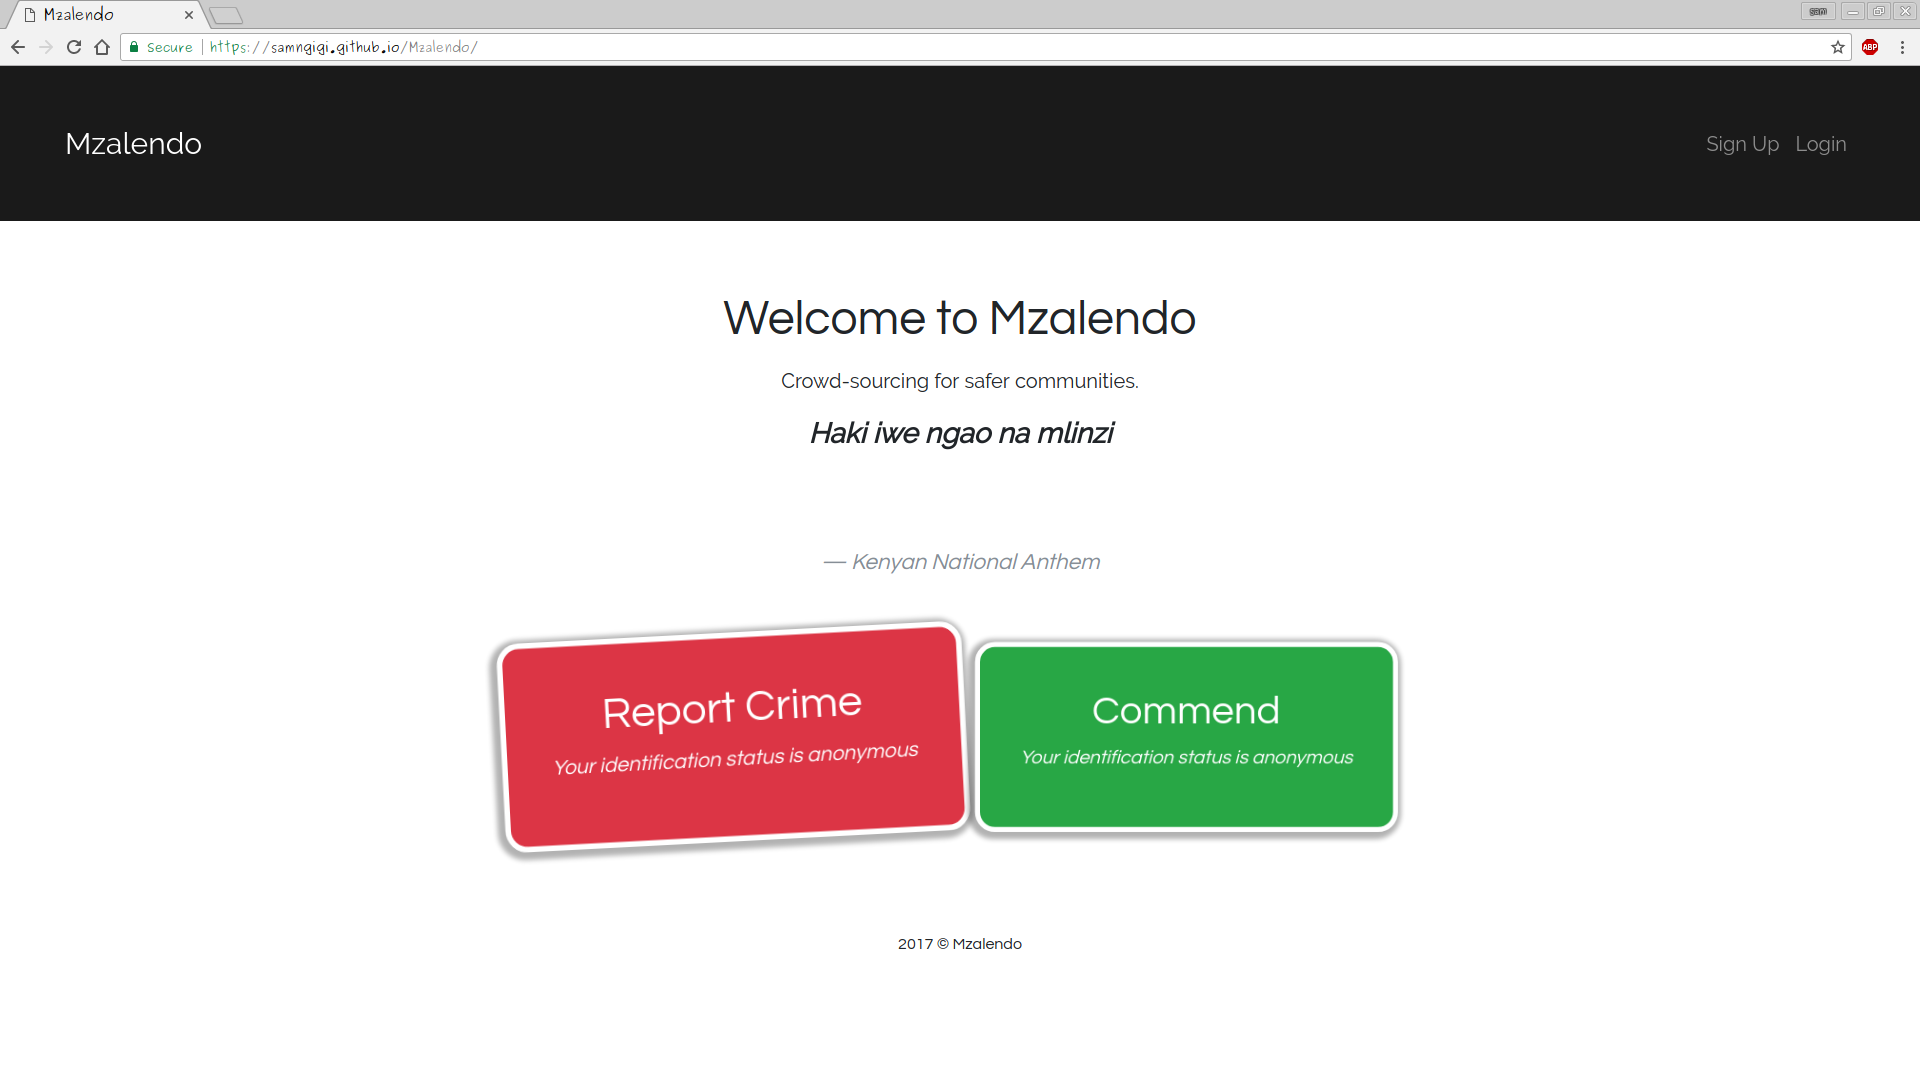 Mzalendo
sam
Secure https://samngigi.github.io/Mzalendo/
ABP
Mzalendo
Sign Up Login
Welcome to Mzalendo
Crowd-sourcing for safer communities.
Haki iwe ngao na mlinzi
— Kenyan National Anthem
Report Crime
Your identification status is anonymous
Commend
Your identification status is anonymous
2017 © Mzalendo